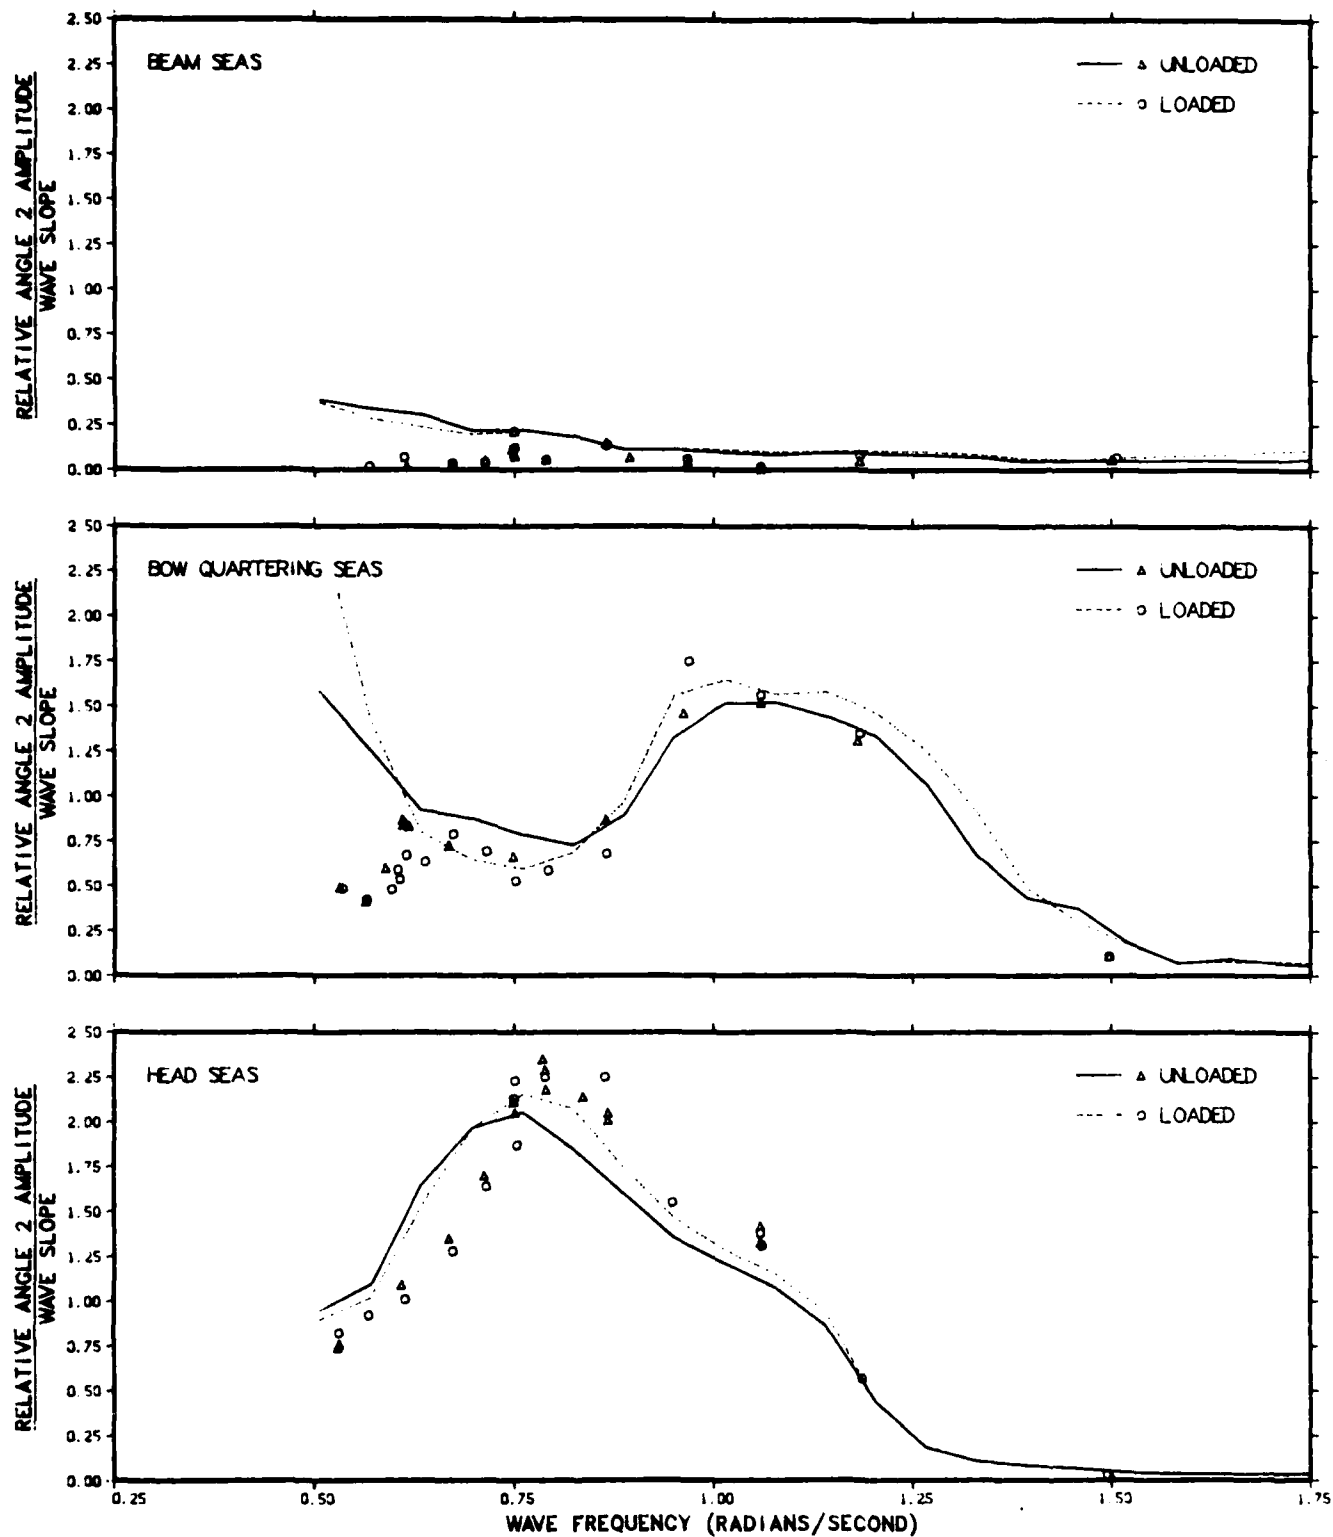 2.50
BEAM SEAS
UNLOADED
LOADED
2.25
2.00
1.75
1.50
1.25
1.00
0.75
0.50
0.25
0.00
RELATIVE ANGLE 2 AMPLITUDE
WAVE SLOPE
2.50
BOW QUARTERING SEAS
UNLOADED
LOADED
2.25
2.00
1.75
1.50
1.25
1.00
0.75
0.50
0.25
0.00
RELATIVE ANGLE 2 AMPLITUDE
WAVE SLOPE
2.50
HEAD SEAS
UNLOADED
LOADED
2.25
2.00
1.75
1.50
1.25
1.00
0.75
0.50
0.25
0.00
RELATIVE ANGLE 2 AMPLITUDE
WAVE SLOPE
0.25 0.50 0.75 1.00 1.25 1.50 1.75
WAVE FREQUENCY (RADIANS/SECOND)